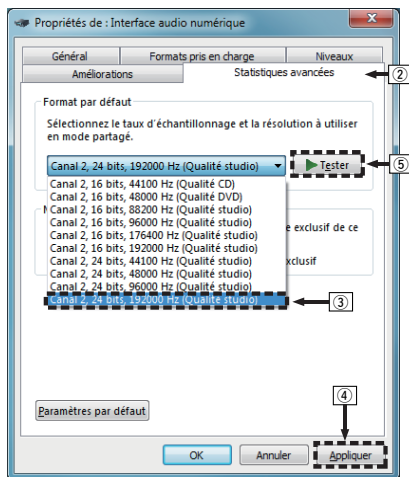 Propriétés de : Interface audio numérique
Général Formats pris en charge Niveaux
Améliorations Statistiques avancées ②
Format par défaut
Sélectionnez le taux d'échantillonnage et la résolution à utiliser
en mode partagé.
Canal 2, 24 bits, 192000 Hz (Qualité studio) Tester ⑤
Canal 2, 16 bits, 44100 Hz (Qualité CD)
Canal 2, 16 bits, 48000 Hz (Qualité DVD)
Canal 2, 16 bits, 88200 Hz (Qualité studio)
Canal 2, 16 bits, 96000 Hz (Qualité studio)
Canal 2, 16 bits, 176400 Hz (Qualité studio)
Canal 2, 16 bits, 192000 Hz (Qualité studio)
Canal 2, 24 bits, 44100 Hz (Qualité studio)
Canal 2, 24 bits, 48000 Hz (Qualité studio)
Canal 2, 24 bits, 96000 Hz (Qualité studio)
Canal 2, 24 bits, 192000 Hz (Qualité studio) ③
e exclusif de ce
xclusif
④
Paramètres par défaut
OK Annuler Appliquer